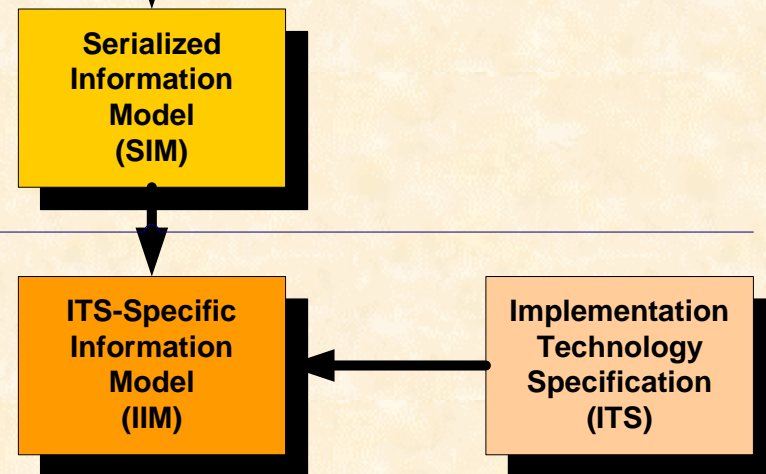 Serialized
Information
Model
(SIM)
ITS-Specific
Information
Model
(IIM)
Implementation
Technology
Specification
(ITS)